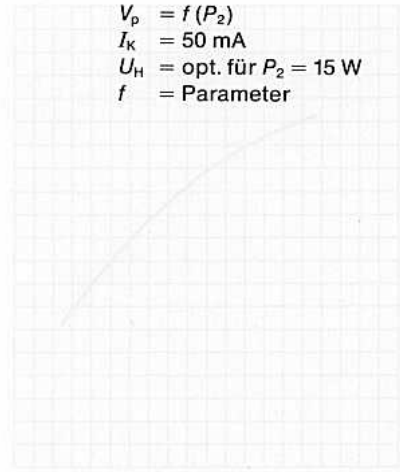 Vp = f (P2)
IK = 50 mA
UH = opt. für P2 = 15 W
f = Parameter